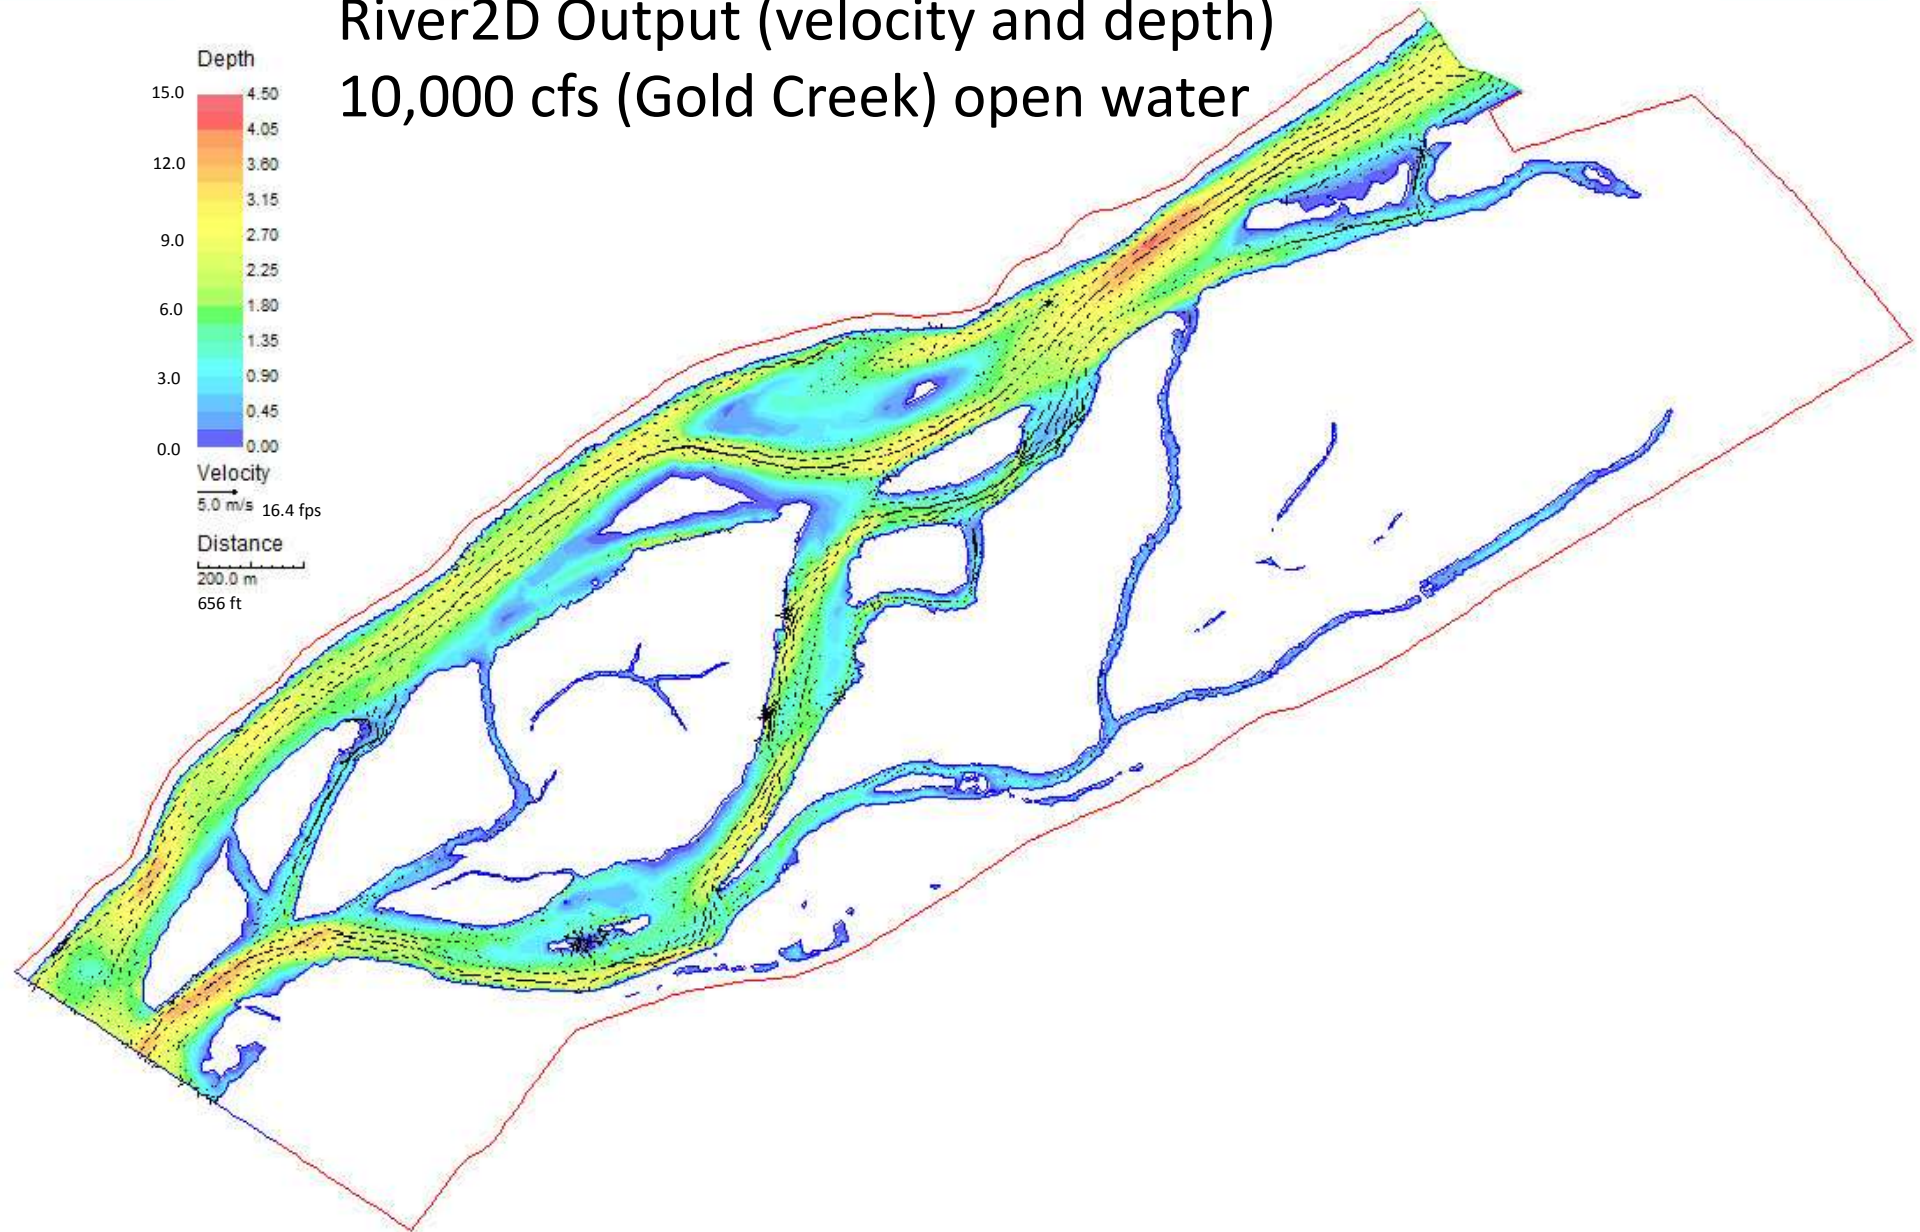 River2D Output (velocity and depth)
10,000 cfs (Gold Creek) open water
Depth
15.0 4.50
4.05
12.0 3.60
3.15
9.0 2.70
2.25
6.0 1.80
1.35
3.0 0.90
0.45
0.0 0.00
Velocity
5.0 m/s 16.4 fps
Distance
200.0 m
656 ft